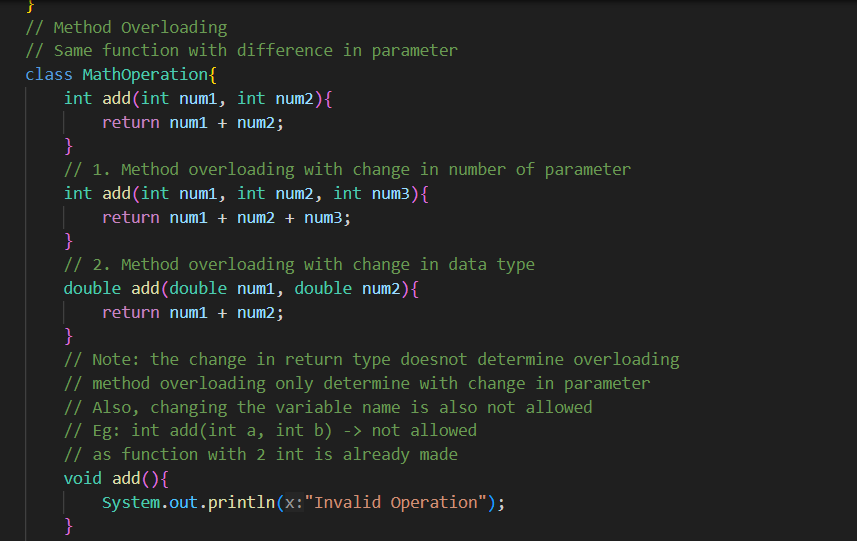 }
// Method Overloading
// Same function with difference in parameter
class MathOperation{
    int add(int num1, int num2){
        return num1 + num2;
    }
    // 1. Method overloading with change in number of parameter
    int add(int num1, int num2, int num3){
        return num1 + num2 + num3;
    }
    // 2. Method overloading with change in data type
    double add(double num1, double num2){
        return num1 + num2;
    }
    // Note: the change in return type doesnot determine overloading
    // method overloading only determine with change in parameter
    // Also, changing the variable name is also not allowed
    // Eg: int add(int a, int b) -> not allowed
    // as function with 2 int is already made
    void add(){
        System.out.println(x:"Invalid Operation");
    }